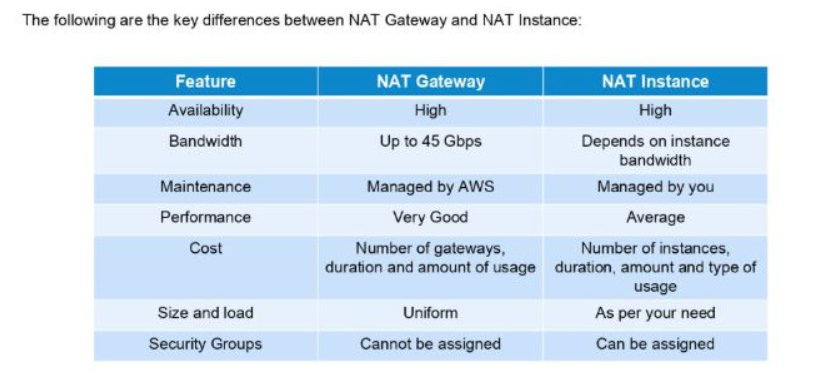 The following are the key differences between NAT Gateway and NAT Instance:
Feature NAT Gateway NAT Instance
Availability High High
Bandwidth Up to 45 Gbps Depends on instance
bandwidth
Maintenance Managed by AWS Managed by you
Performance Very Good Average
Cost Number of gateways, Number of instances,
duration and amount of usage duration, amount and type of
usage
Size and load Uniform As per your need
Security Groups Cannot be assigned Can be assigned